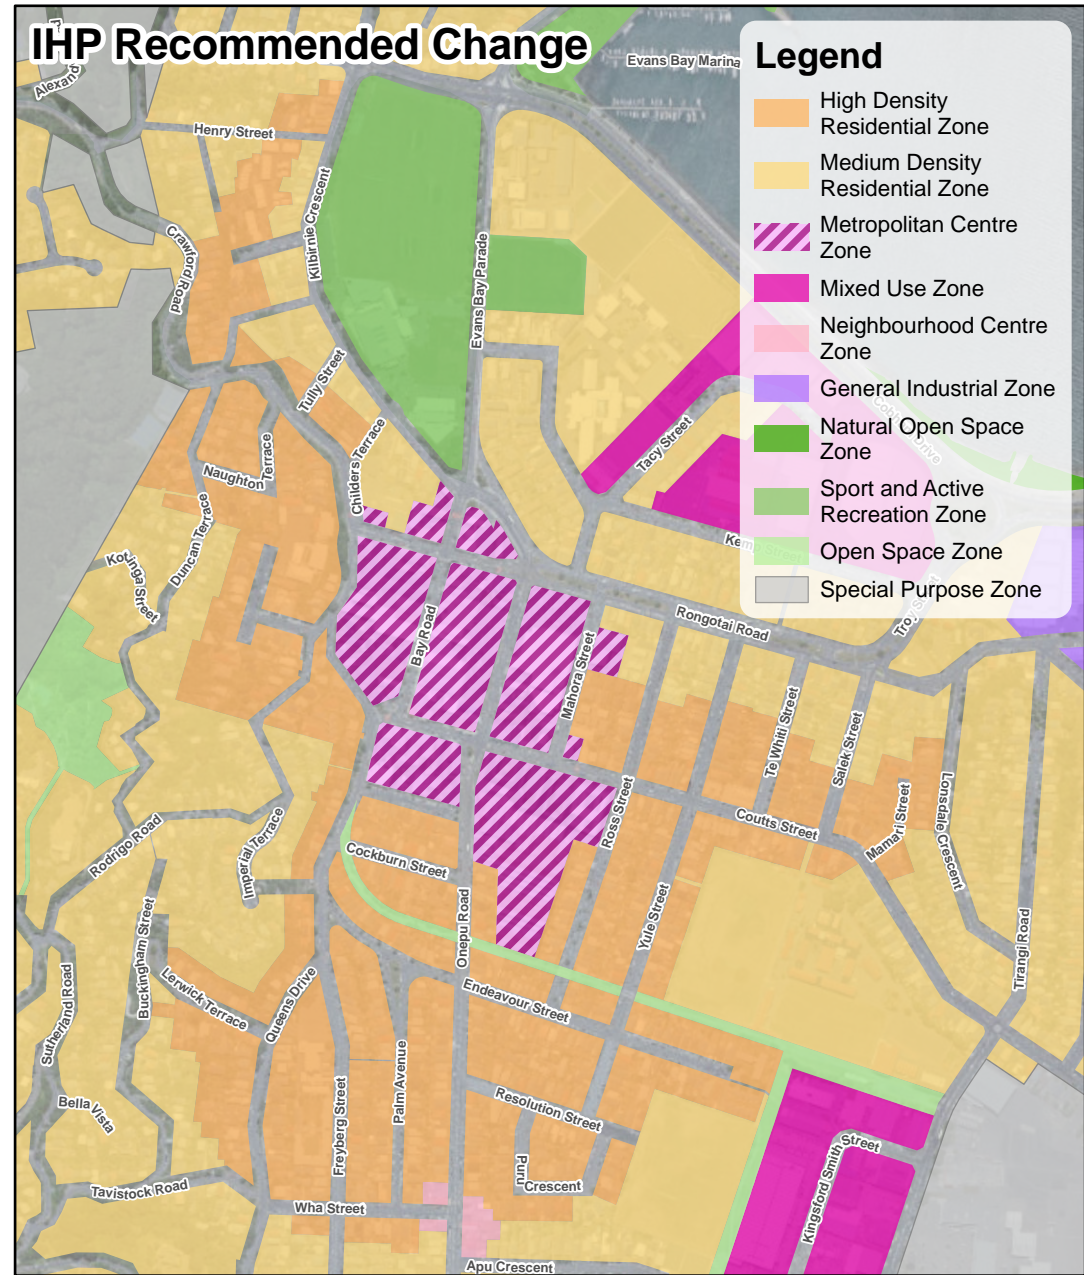 IHP Recommended Change
Evans Bay Marina
Legend
High Density
Residential Zone
Medium Density
Residential Zone
Metropolitan Centre
Zone
Mixed Use Zone
Neighbourhood Centre
Zone
General Industrial Zone
Natural Open Space
Zone
Sport and Active
Recreation Zone
Open Space Zone
Special Purpose Zone
Henry Street
Kilbirnie Crescent
Crawford Road
Evans Bay Parade
Tully Street
Tacy Street
Drive
Childers Terrace
Naughton Terrace
Duncan Terrace
Kotinga Street
Bay Road
Rongotai Road
Mahora Street
Te Whiti Street
Salek Street
Ross Street
Coutts Street
Mamari Street
Lonsdale Crescent
Imperial Terrace
Rodrigo Road
Cockburn Street
Onepu Road
Yule Street
Tirangi Road
Buckingham Street
Lerwick Terrace
Queens Drive
Endeavour Street
Sutherland Road
Bella Vista
Palm Avenue
Freyberg Street
Resolution Street
Kingsford Smith Street
Puru Crescent
Tavistock Road
Wha Street
Apu Crescent